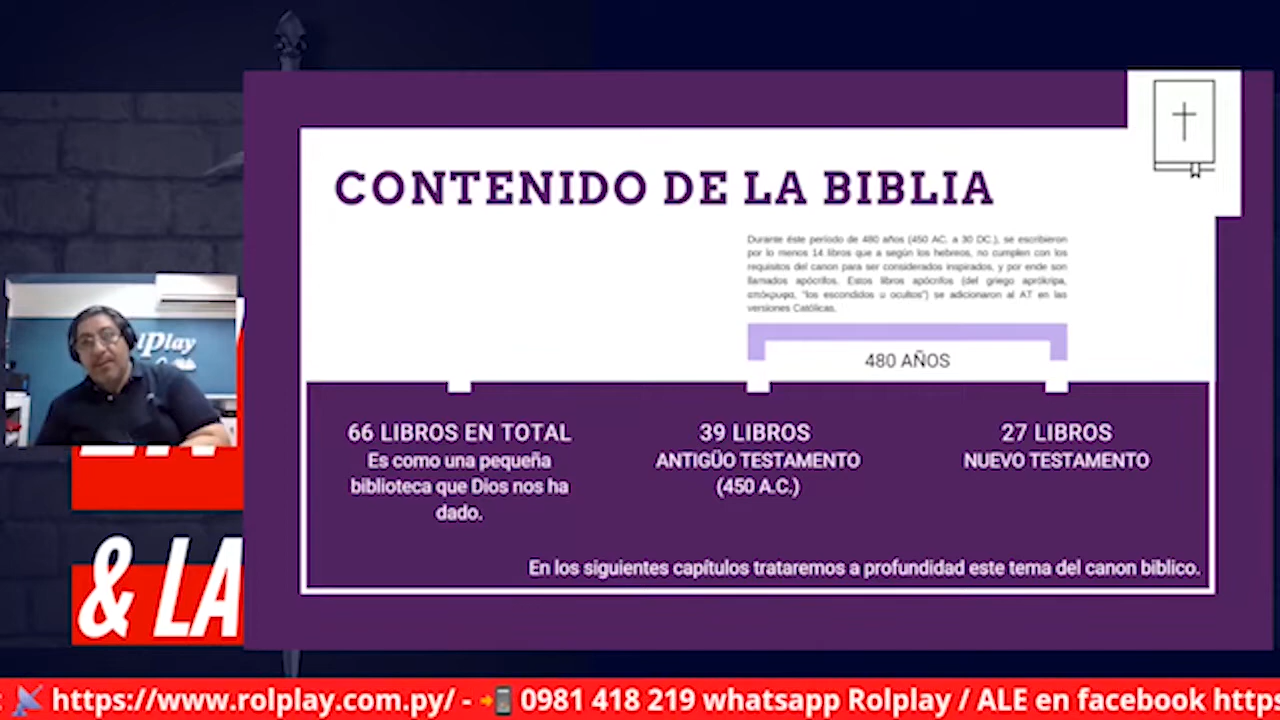 CONTENIDO DE LA BIBLIA
Durante éste período de 480 años (450 AC. a 30 DC.), se escribieron
por lo menos 14 libros que a según los hebreos, no cumplen con los
requisitos del canon para ser considerados inspirados, y por ende son
llamados apócrifos. Estos libros apócrifos (del griego aprókripa,
απόκρυφα, "los escondidos u ocultos") se adicionaron al AT en las
versiones Católicas.
480 AÑOS
66 LIBROS EN TOTAL
Es como una pequeña
biblioteca que Dios nos ha
dado.
39 LIBROS
ANTIGÜO TESTAMENTO
(450 A.C.)
27 LIBROS
NUEVO TESTAMENTO
En los siguientes capítulos trataremos a profundidad este tema del canon biblico.
olPlay
& LA
https://www.rolplay.com.py/ - 0981 418 219 whatsapp Rolplay / ALE en facebook https